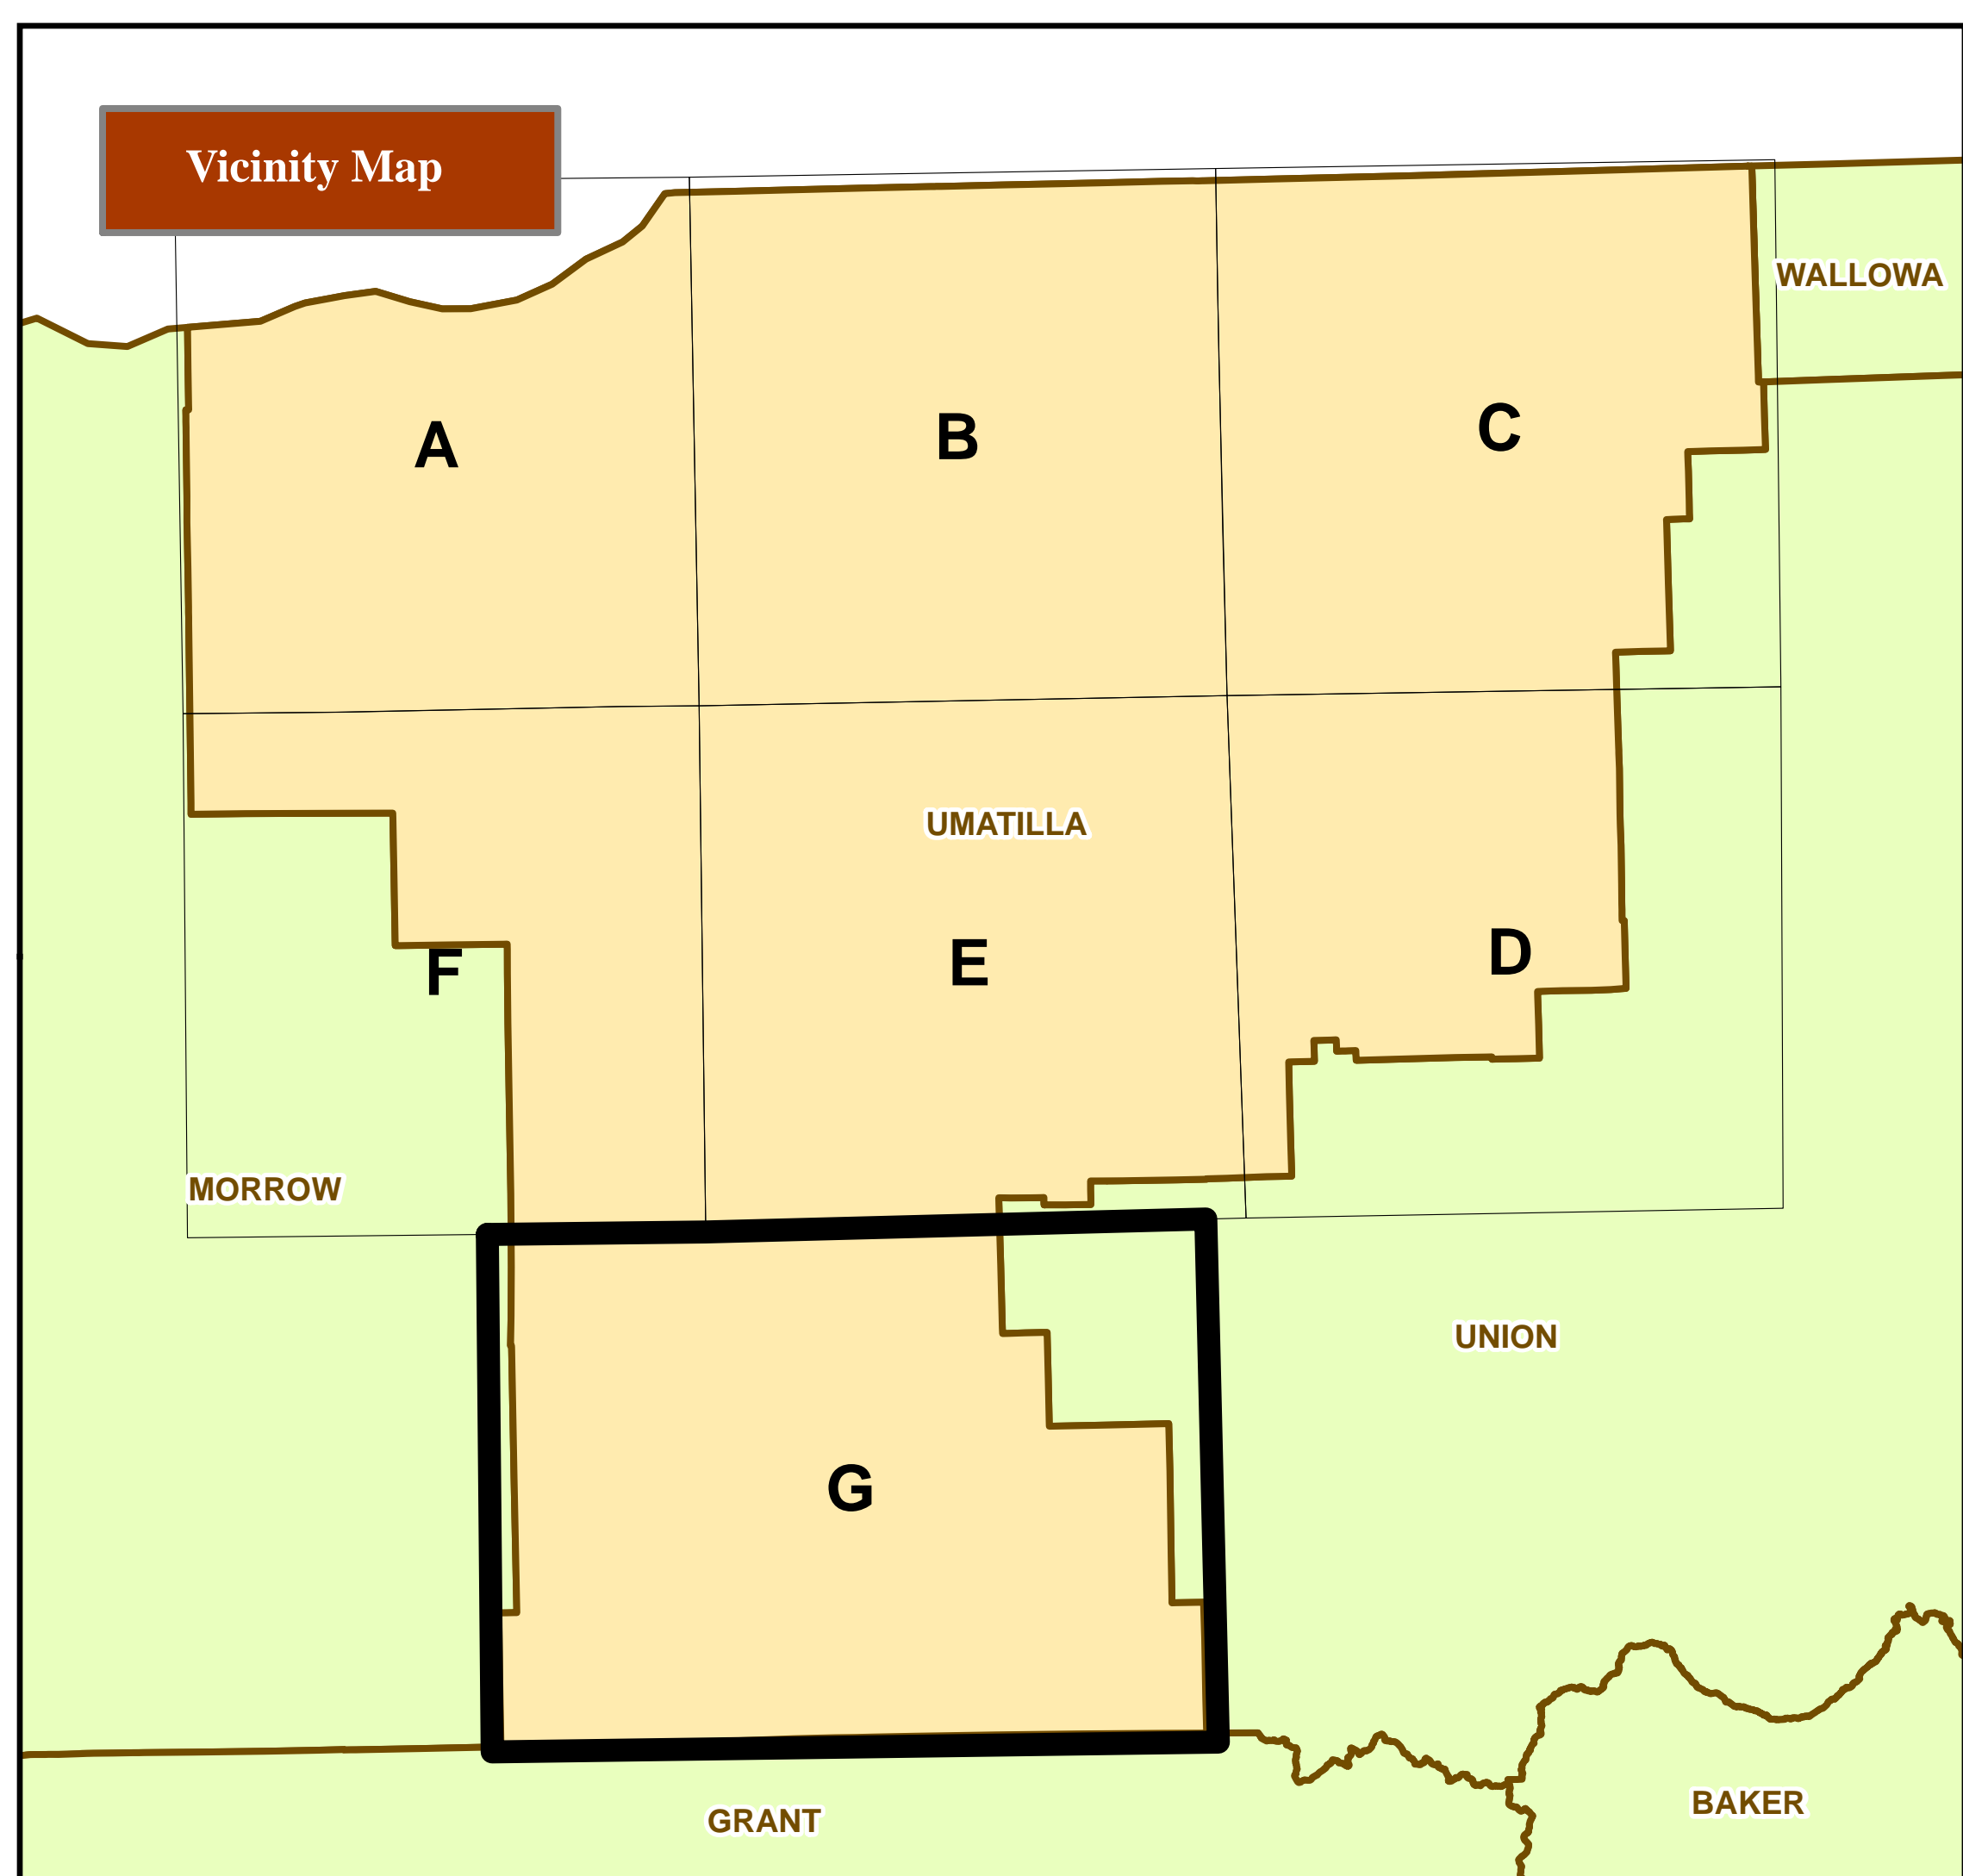 Vicinity Map
WALLOWA
A
B
C
UMATILLA
F
E
D
MORROW
UNION
G
GRANT
BAKER